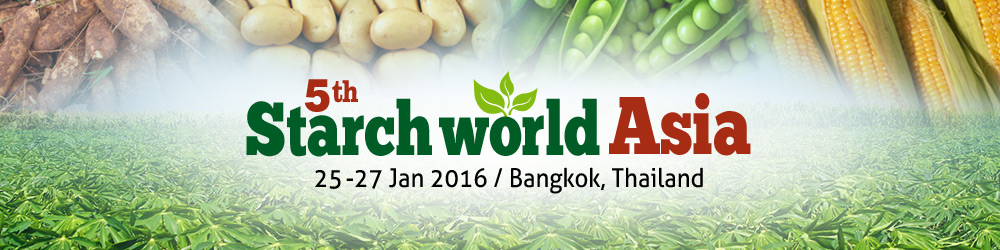 5th
Starch world Asia
25-27 Jan 2016 / Bangkok, Thailand